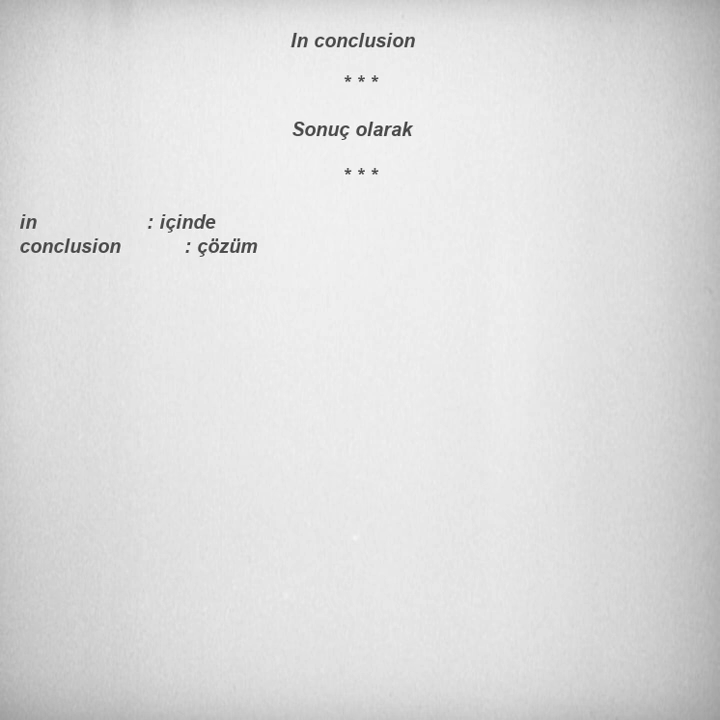 In conclusion
* * *
Sonuç olarak
* * *
in : içinde
conclusion : çözüm